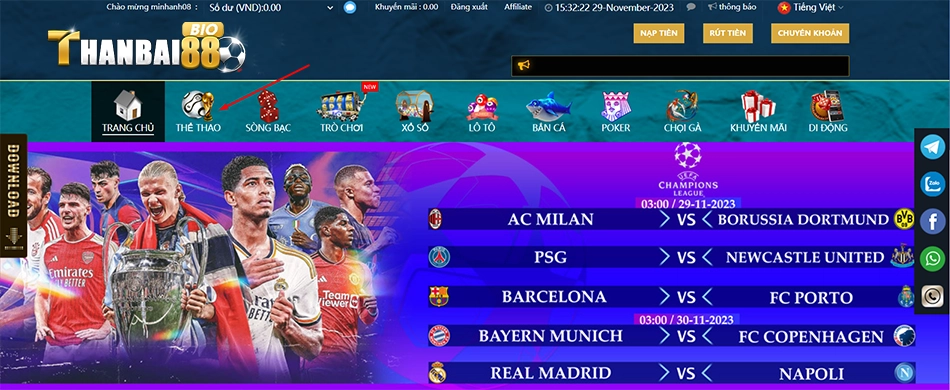 Chào mừng minhanh08 : Số dư (VND):0.00 Khuyến mãi : 0.00 Đăng xuất Affiliate 15:32:22 29-November-2023 thông báo Tiếng Việt
BIO
THANBAI88
NẠP TIỀN RÚT TIỀN CHUYỂN KHOẢN
NEW
TRANG CHỦ THỂ THAO SÒNG BẠC TRÒ CHƠI XỔ SỐ LÔ TÔ BẮN CÁ POKER CHỌI GÀ KHUYẾN MÃI DI ĐỘNG
DOWNLOAD
UEFA
CHAMPIONS
LEAGUE
03:00 / 29-11-2023
AC MILAN VS BORUSSIA DORTMUND
PSG VS NEWCASTLE UNITED
BARCELONA VS FC PORTO
03:00 / 30-11-2023
BAYERN MUNICH VS FC COPENHAGEN
REAL MADRID VS NAPOLI
Emirates
Fly
Emirates
TeamViewer
Zalo